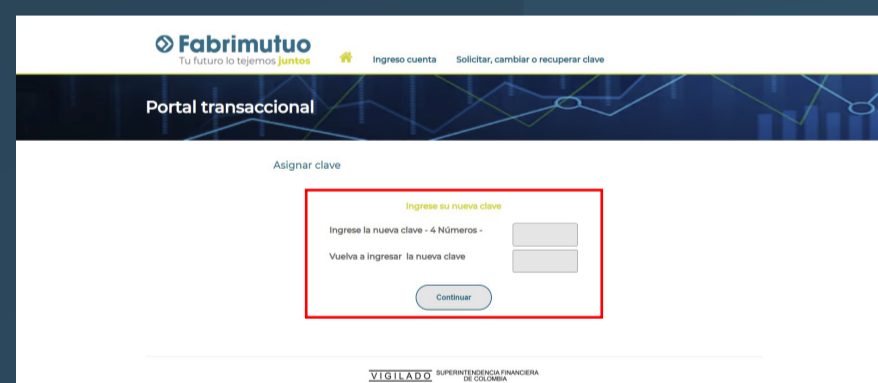 Fabrimutuo
Tu futuro lo tejemos juntos
Ingreso cuenta Solicitar, cambiar o recuperar clave
Portal transaccional
Asignar clave
Ingrese su nueva clave
Ingrese la nueva clave - 4 Números -
Vuelva a ingresar la nueva clave
Continuar
VIGILADO SUPERINTENDENCIA FINANCIERA
DE COLOMBIA